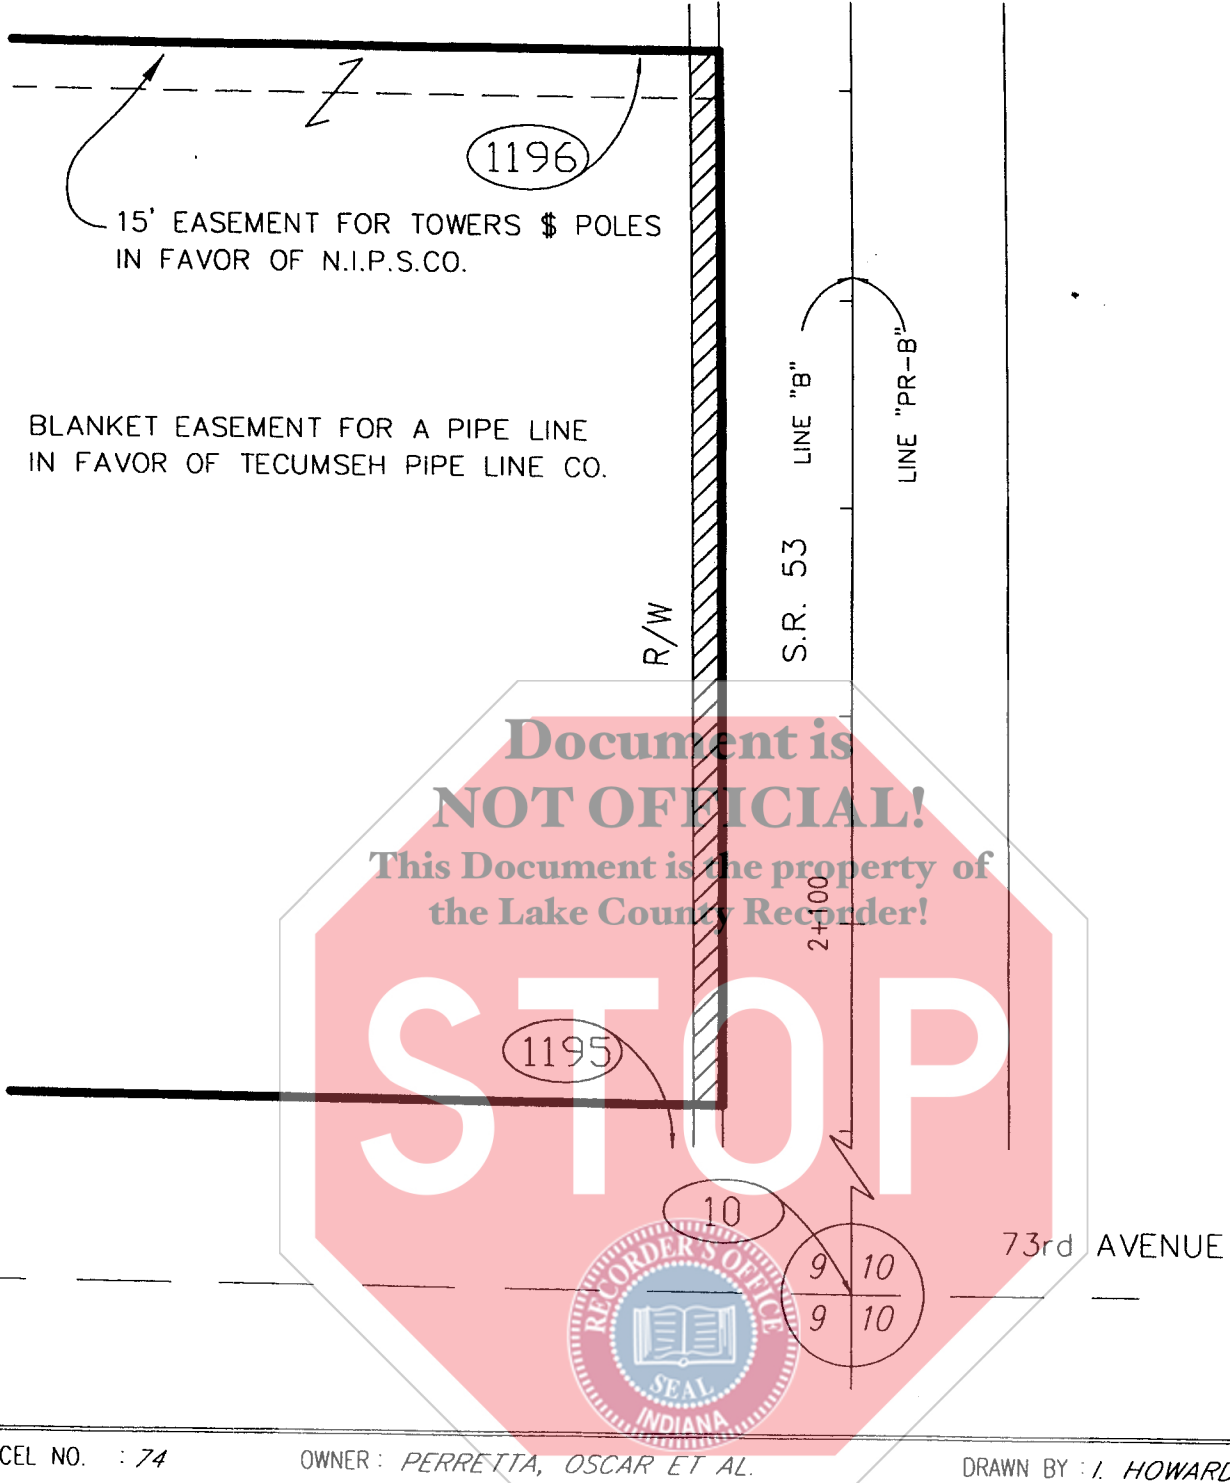 1196
15' EASEMENT FOR TOWERS $ POLES
IN FAVOR OF N.I.P.S.CO.
BLANKET EASEMENT FOR A PIPE LINE
IN FAVOR OF TECUMSEH PIPE LINE CO.
LINE "B"
LINE "PR-B"
S.R. 53
R/W
Document is
NOT OFFICIAL!
This Document is the property of
the Lake County Recorder!
2+100
STOP
1195
10
73rd AVENUE
9 10
9 10
RECORDER'S OFFICE
SEAL
INDIANA
CEL NO. : 74 OWNER : PERRETTA, OSCAR ET AL. DRAWN BY : I. HOWARD